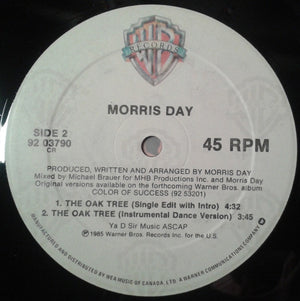 WB
RECORDS
MORRIS DAY
SIDE 2
92 03790
CR
45 RPM
PRODUCED, WRITTEN AND ARRANGED BY MORRIS DAY
Mixed by Michael Brauer for MHB Productions Inc. and Morris Day
Original versions available on the forthcoming Warner Bros. album
COLOR OF SUCCESS (92 53201)
1. THE OAK TREE (Single Edit with Intro) 4:32
2. THE OAK TREE (Instrumental Dance Version) 3:45
Ya D Sir Music ASCAP
Ⓟ 1985 Warner Bros. Records Inc. for the U.S.
MANUFACTURED AND DISTRIBUTED BY WEA MUSIC OF CANADA, LTD. A WARNER COMMUNICATIONS COMPANY